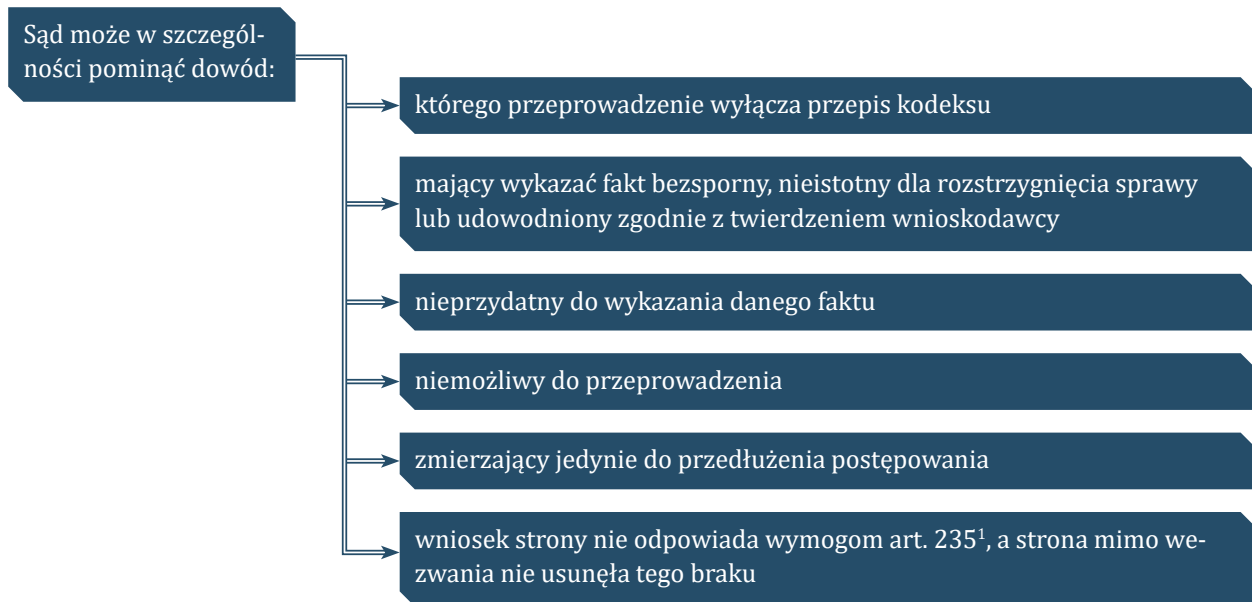 Sąd może w szczegól-
ności pominąć dowód:
którego przeprowadzenie wyłącza przepis kodeksu
mający wykazać fakt bezsporny, nieistotny dla rozstrzygnięcia sprawy
lub udowodniony zgodnie z twierdzeniem wnioskodawcy
nieprzydatny do wykazania danego faktu
niemożliwy do przeprowadzenia
zmierzający jedynie do przedłużenia postępowania
wniosek strony nie odpowiada wymogom art. 235¹, a strona mimo we-
zwania nie usunęła tego braku